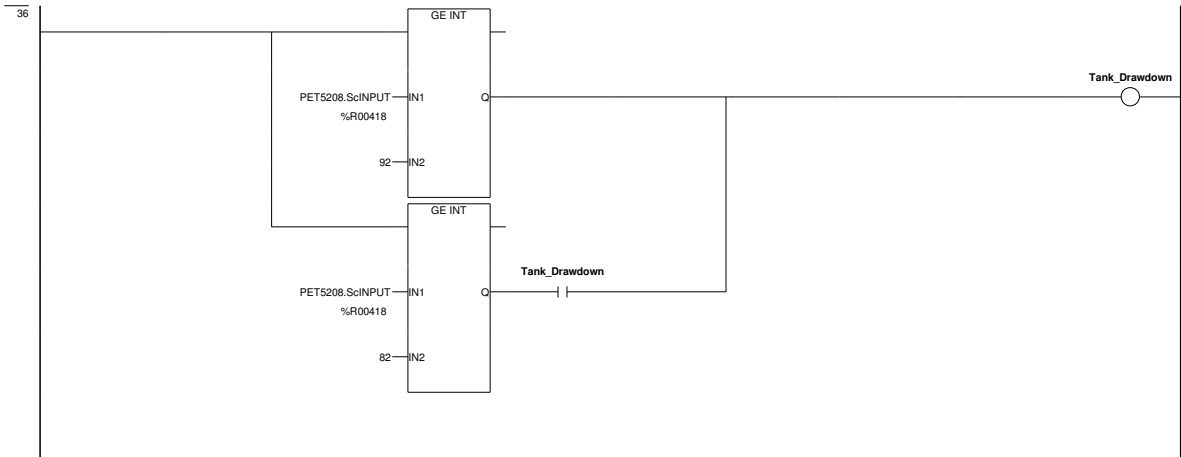 36
GE INT
Tank_Drawdown
PET5208.ScINPUT IN1 Q
%R00418
92 IN2
GE INT
Tank_Drawdown
PET5208.ScINPUT IN1 Q
%R00418
82 IN2